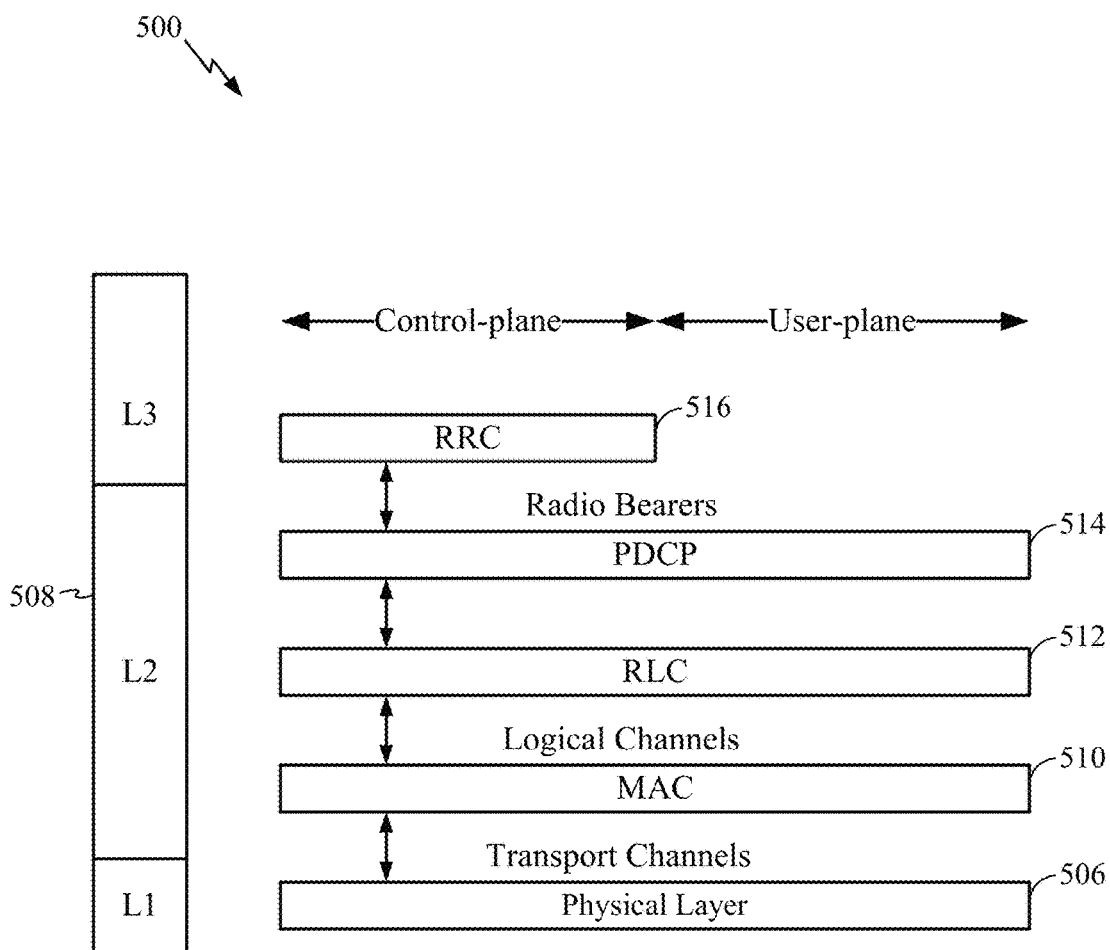 500
Control-plane User-plane
L3
RRC 516
Radio Bearers
PDCP 514
508
L2
RLC 512
Logical Channels
MAC 510
Transport Channels
L1
Physical Layer 506